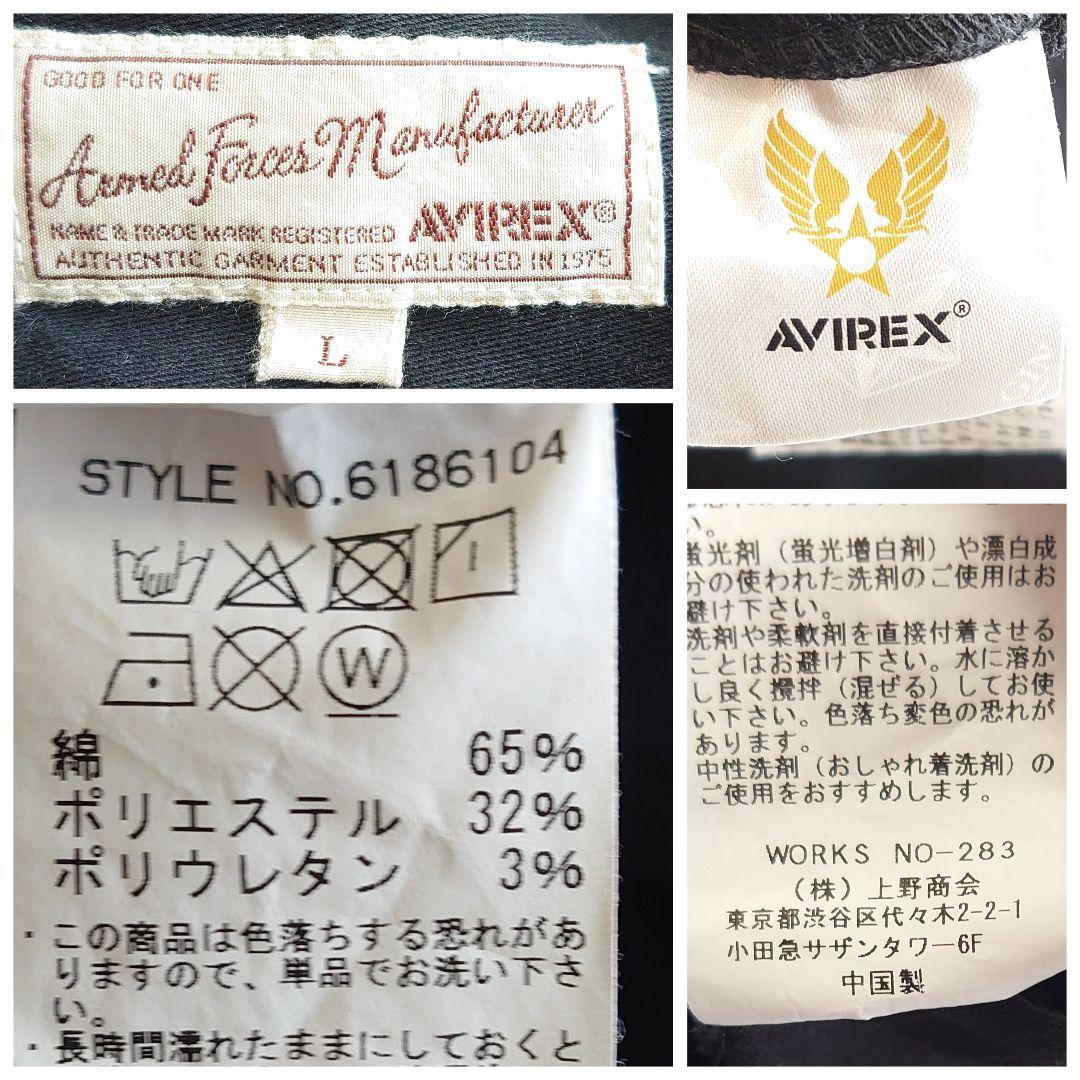 GOOD FOR ONE
Armed Forces Manufacturer
NAME & TRADE MARK REGISTERED AVIREX®
AUTHENTIC GARMENT ESTABLISHED IN 1975
L
AVIREX®
STYLE NO.6186104
W
綿 65%
ポリエステル 32%
ポリウレタン 3%
・この商品は色落ちする恐れがあ
りますので、単品でお洗い下さ
い。
・長時間濡れたままにしておくと
い。
蛍光剤（蛍光増白剤）や漂白成
分の使われた洗剤のご使用はお
避け下さい。
洗剤や柔軟剤を直接付着させる
ことはお避け下さい。水に溶か
し良く攪拌（混ぜる）してお使
い下さい。色落ち変色の恐れが
あります。
中性洗剤（おしゃれ着洗剤）の
ご使用をおすすめします。
WORKS NO-283
（株）上野商会
東京都渋谷区代々木2-2-1
小田急サザンタワー6F
中国製